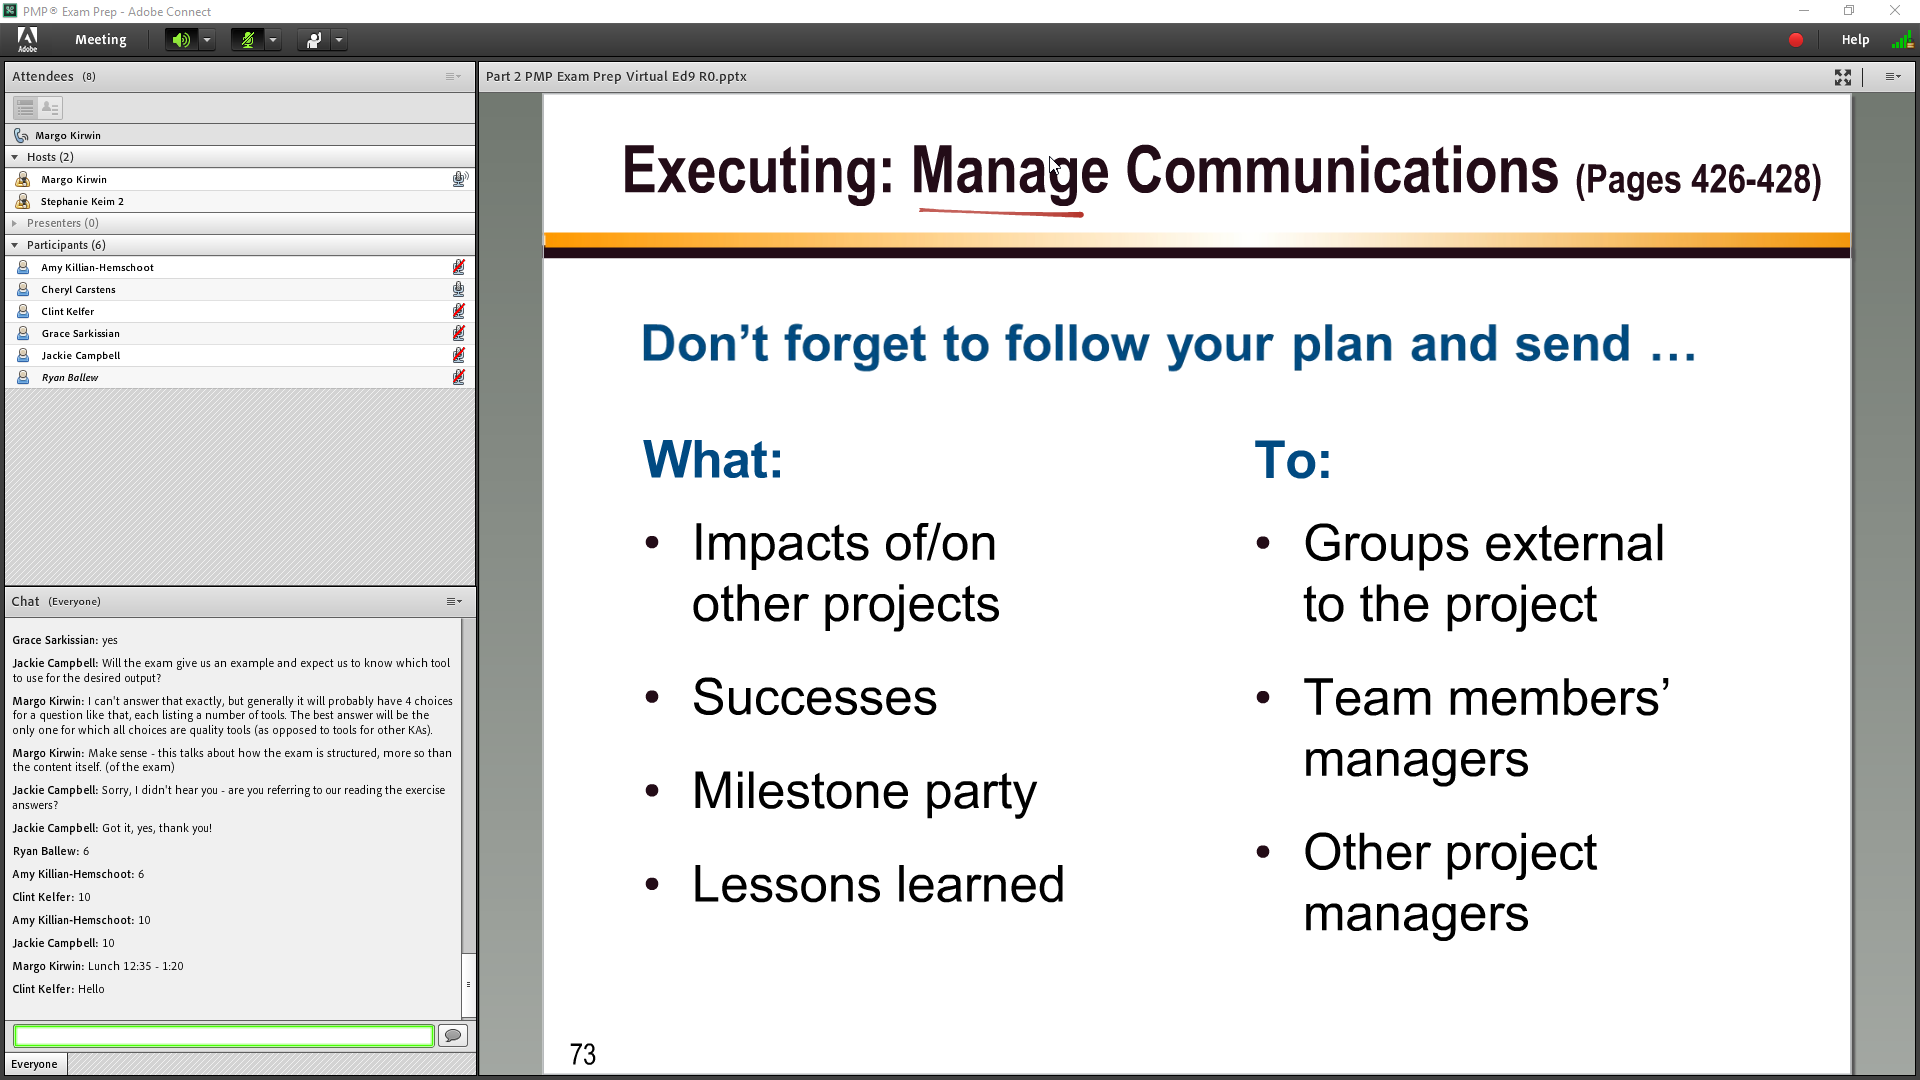 PMP® Exam Prep - Adobe Connect
Adobe
Meeting
Help
Attendees (8)
Margo Kirwin
Hosts (2)
Margo Kirwin
Stephanie Keim 2
Presenters (0)
Participants (6)
Amy Killian-Hemschoot
Cheryl Carstens
Clint Kelfer
Grace Sarkissian
Jackie Campbell
Ryan Ballew
Chat (Everyone)
Grace Sarkissian: yes
Jackie Campbell: Will the exam give us an example and expect us to know which tool
to use for the desired output?
Margo Kirwin: I can't answer that exactly, but generally it will probably have 4 choices
for a question like that, each listing a number of tools. The best answer will be the
only one for which all choices are quality tools (as opposed to tools for other KAs).
Margo Kirwin: Make sense - this talks about how the exam is structured, more so than
the content itself. (of the exam)
Jackie Campbell: Sorry, I didn't hear you - are you referring to our reading the exercise
answers?
Jackie Campbell: Got it, yes, thank you!
Ryan Ballew: 6
Amy Killian-Hemschoot: 6
Clint Kelfer: 10
Amy Killian-Hemschoot: 10
Jackie Campbell: 10
Margo Kirwin: Lunch 12:35 - 1:20
Clint Kelfer: Hello
Everyone
Part 2 PMP Exam Prep Virtual Ed9 R0.pptx
Executing: Manage Communications (Pages 426-428)
Don’t forget to follow your plan and send …
What:
• Impacts of/on
other projects
• Successes
• Milestone party
• Lessons learned
To:
• Groups external
to the project
• Team members’
managers
• Other project
managers
73